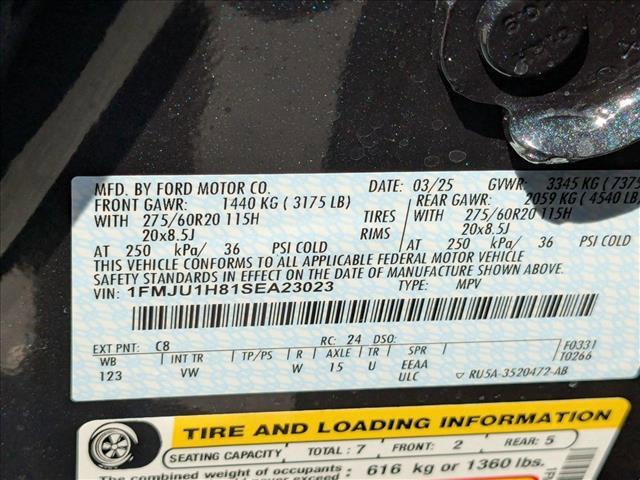 MFD. BY FORD MOTOR CO. DATE: 03/25 GVWR: 3345 KG ( 7375
FRONT GAWR: 1440 KG ( 3175 LB) REAR GAWR: 2059 KG ( 4540 LB)
WITH 275/60R20 115H TIRES WITH 275/60R20 115H
20x8.5J RIMS 20x8.5J
AT 250 kPa/ 36 PSI COLD AT 250 kPa/ 36 PSI COLD
THIS VEHICLE CONFORMS TO ALL APPLICABLE FEDERAL MOTOR VEHICLE
SAFETY STANDARDS IN EFFECT ON THE DATE OF MANUFACTURE SHOWN ABOVE.
VIN: 1FMJU1H81SEA23023 TYPE: MPV
EXT PNT: C8 RC: 24 DSO: F0331
WB INT TR TP/PS R AXLE TR SPR T0266
123 VW W 15 U EEAA
ULC ▽ RU5A-3520472-AB
TIRE AND LOADING INFORMATION
SEATING CAPACITY TOTAL: 7 FRONT: 2 REAR: 5
The combined weight of occupants
616 kg or 1360 lbs.